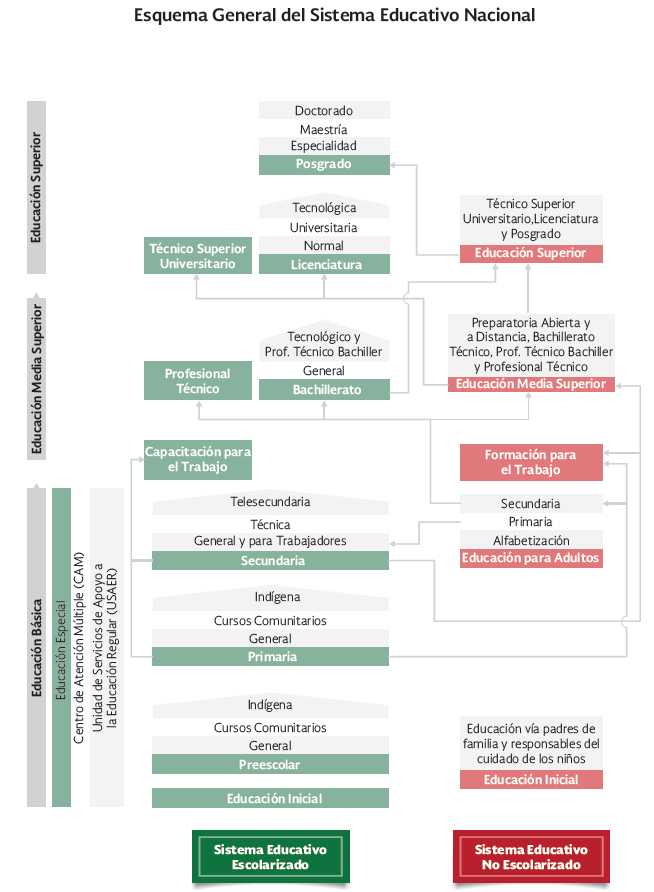 Esquema General del Sistema Educativo Nacional
Educación Superior
Doctorado
Maestría
Especialidad
Posgrado
Tecnológica
Universitaria
Normal
Licenciatura
Técnico Superior
Universitario
Técnico Superior
Universitario,Licenciatura
y Posgrado
Educación Superior
Educación Media Superior
Tecnológico y
Prof. Técnico Bachiller
General
Bachillerato
Profesional
Técnico
Preparatoria Abierta y
a Distancia, Bachillerato
Técnico, Prof. Técnico Bachiller
y Profesional Técnico
Educación Media Superior
Capacitación para
el Trabajo
Formación para
el Trabajo
Educación Básica
Educación Especial
Centro de Atención Múltiple (CAM)
Unidad de Servicios de Apoyo a
la Educación Regular (USAER)
Telesecundaria
Técnica
General y para Trabajadores
Secundaria
Secundaria
Primaria
Alfabetización
Educación para Adultos
Indígena
Cursos Comunitarios
General
Primaria
Indígena
Cursos Comunitarios
General
Preescolar
Educación Inicial
Educación vía padres de
familia y responsables del
cuidado de los niños
Educación Inicial
Sistema Educativo
Escolarizado
Sistema Educativo
No Escolarizado